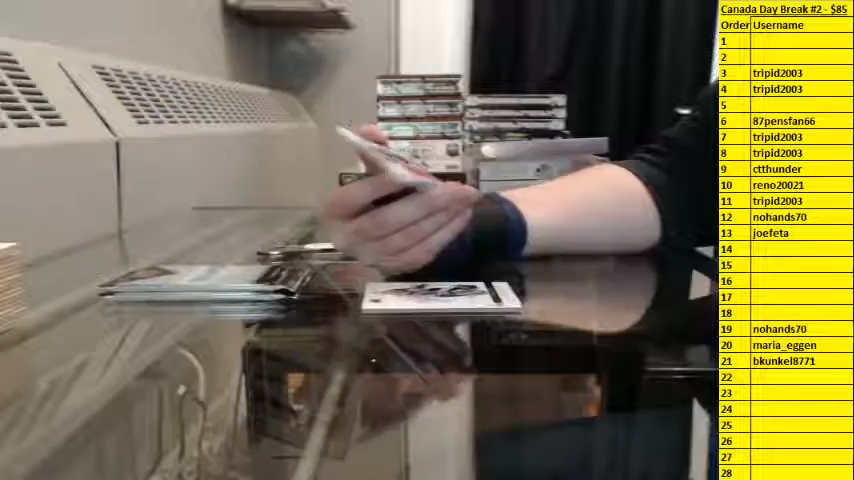 Canada Day Break #2 - $85
Order Username
1
2
3 tripid2003
4 tripid2003
5
6 87pensfan66
7 tripid2003
8 tripid2003
9 ctthunder
10 reno20021
11 tripid2003
12 nohands70
13 joefeta
14
15
16
17
18
19 nohands70
20 maria_eggen
21 bkunkel8771
22
23
24
25
26
27
28